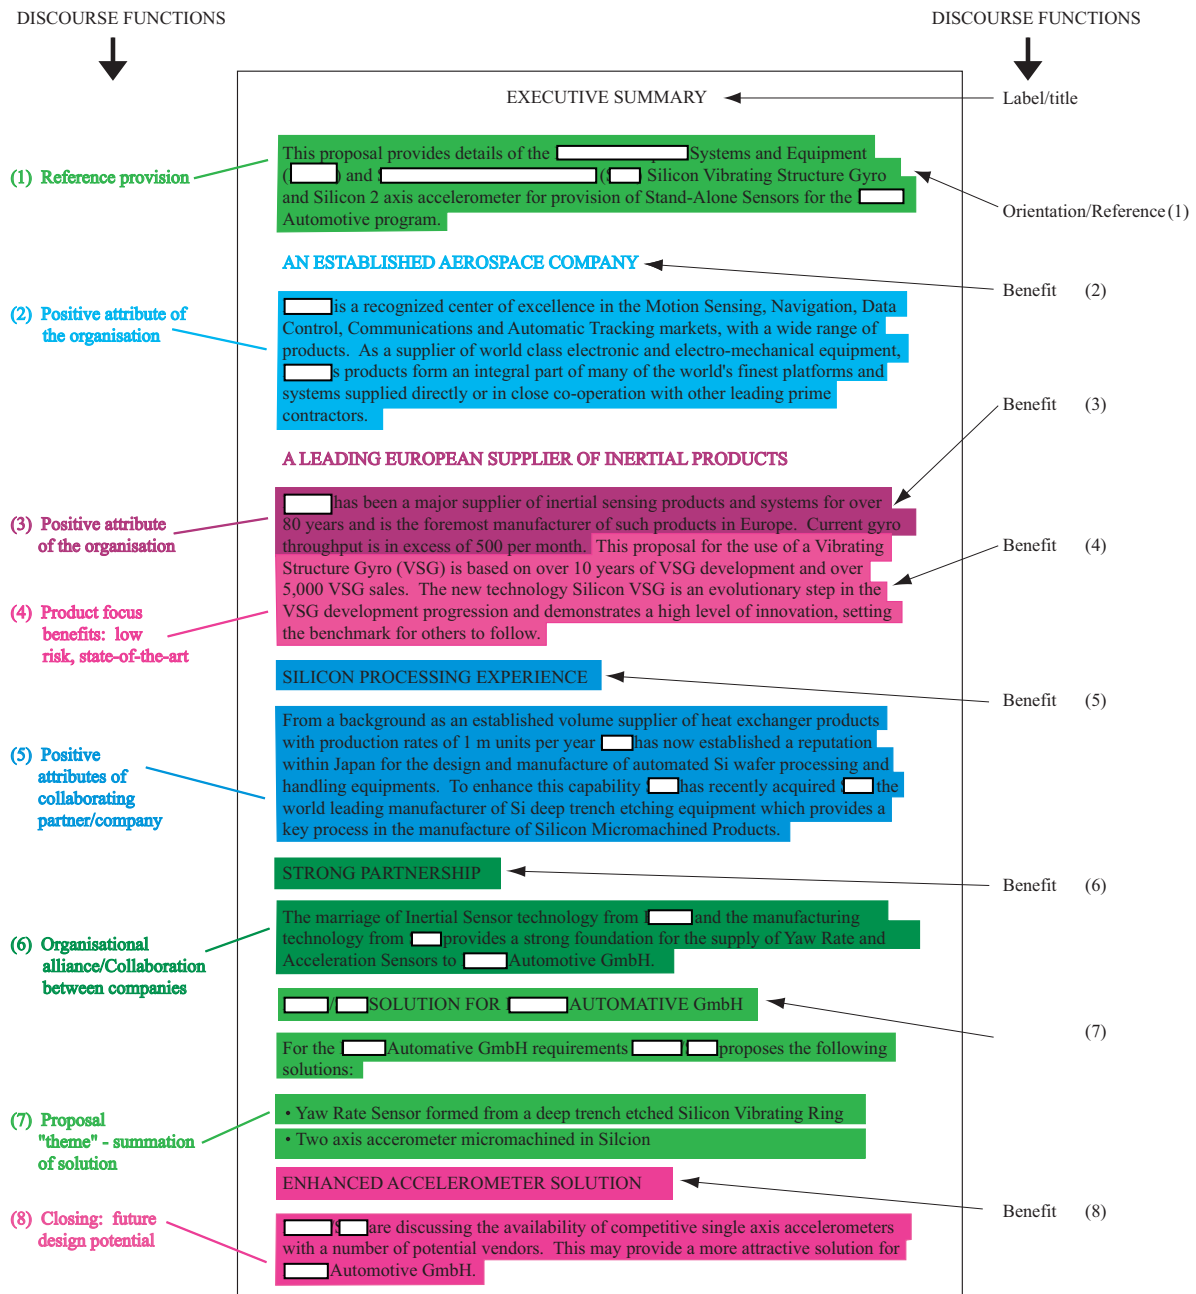 DISCOURSE FUNCTIONS
DISCOURSE FUNCTIONS
EXECUTIVE SUMMARY
Label/title
This proposal provides details of the Systems and Equipment
( ) and ( Silicon Vibrating Structure Gyro
and Silicon 2 axis accelerometer for provision of Stand-Alone Sensors for the
Automotive program.
(1) Reference provision
Orientation/Reference (1)
AN ESTABLISHED AEROSPACE COMPANY
Benefit (2)
is a recognized center of excellence in the Motion Sensing, Navigation, Data
Control, Communications and Automatic Tracking markets, with a wide range of
products. As a supplier of world class electronic and electro-mechanical equipment,
s products form an integral part of many of the world's finest platforms and
systems supplied directly or in close co-operation with other leading prime
contractors.
(2) Positive attribute of
the organisation
Benefit (3)
A LEADING EUROPEAN SUPPLIER OF INERTIAL PRODUCTS
has been a major supplier of inertial sensing products and systems for over
80 years and is the foremost manufacturer of such products in Europe. Current gyro
throughput is in excess of 500 per month. This proposal for the use of a Vibrating
Structure Gyro (VSG) is based on over 10 years of VSG development and over
5,000 VSG sales. The new technology Silicon VSG is an evolutionary step in the
VSG development progression and demonstrates a high level of innovation, setting
the benchmark for others to follow.
(3) Positive attribute
of the organisation
Benefit (4)
(4) Product focus
benefits: low
risk, state-of-the-art
SILICON PROCESSING EXPERIENCE
Benefit (5)
From a background as an established volume supplier of heat exchanger products
with production rates of 1 m units per year has now established a reputation
within Japan for the design and manufacture of automated Si wafer processing and
handling equipments. To enhance this capability has recently acquired the
world leading manufacturer of Si deep trench etching equipment which provides a
key process in the manufacture of Silicon Micromachined Products.
(5) Positive
attributes of
collaborating
partner/company
STRONG PARTNERSHIP
Benefit (6)
The marriage of Inertial Sensor technology from and the manufacturing
technology from provides a strong foundation for the supply of Yaw Rate and
Acceleration Sensors to Automotive GmbH.
(6) Organisational
alliance/Collaboration
between companies
/ SOLUTION FOR AUTOMATIVE GmbH
(7)
For the Automative GmbH requirements / proposes the following
solutions:
• Yaw Rate Sensor formed from a deep trench etched Silicon Vibrating Ring
• Two axis accerometer micromachined in Silcion
(7) Proposal
"theme" - summation
of solution
ENHANCED ACCELEROMETER SOLUTION
Benefit (8)
are discussing the availability of competitive single axis accelerometers
with a number of potential vendors. This may provide a more attractive solution for
Automotive GmbH.
(8) Closing: future
design potential